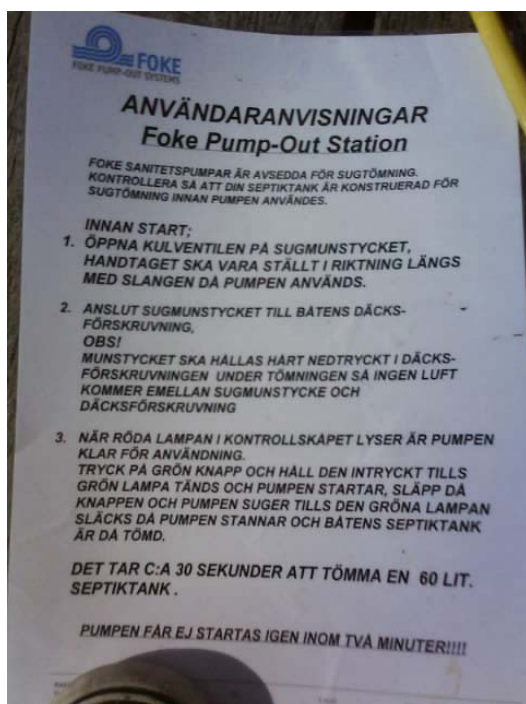 FOKE
FOKE PUMP-OUT SYSTEMS
ANVÄNDARANVISNINGAR
Foke Pump-Out Station
FOKE SANITETSPUMPAR ÄR AVSEDDA FÖR SUGTÖMNING.
KONTROLLERA SÅ ATT DIN SEPTIKTANK ÄR KONSTRUERAD FÖR
SUGTÖMNING INNAN PUMPEN ANVÄNDES.
INNAN START;
1. ÖPPNA KULVENTILEN PÅ SUGMUNSTYCKET,
HANDTAGET SKA VARA STÄLLT I RIKTNING LÄNGS
MED SLANGEN DÅ PUMPEN ANVÄNDS.
2. ANSLUT SUGMUNSTYCKET TILL BÅTENS DÄCKS-
FÖRSKRUVNING,
OBS!
MUNSTYCKET SKA HÅLLAS HÅRT NEDTRYCKT I DÄCKS-
FÖRSKRUVNINGEN UNDER TÖMNINGEN SÅ INGEN LUFT
KOMMER EMELLAN SUGMUNSTYCKE OCH
DÄCKSFÖRSKRUVNING
3. NÄR RÖDA LAMPAN I KONTROLLSKÅPET LYSER ÄR PUMPEN
KLAR FÖR ANVÄNDNING.
TRYCK PÅ GRÖN KNAPP OCH HÅLL DEN INTRYCKT TILLS
GRÖN LAMPA TÄNDS OCH PUMPEN STARTAR, SLÄPP DÅ
KNAPPEN OCH PUMPEN SUGER TILLS DEN GRÖNA LAMPAN
SLÄCKS DÅ PUMPEN STANNAR OCH BÅTENS SEPTIKTANK
ÄR DÅ TÖMD.
DET TAR C:A 30 SEKUNDER ATT TÖMMA EN 60 LIT.
SEPTIKTANK .
PUMPEN FÅR EJ STARTAS IGEN INOM TVÅ MINUTER!!!!